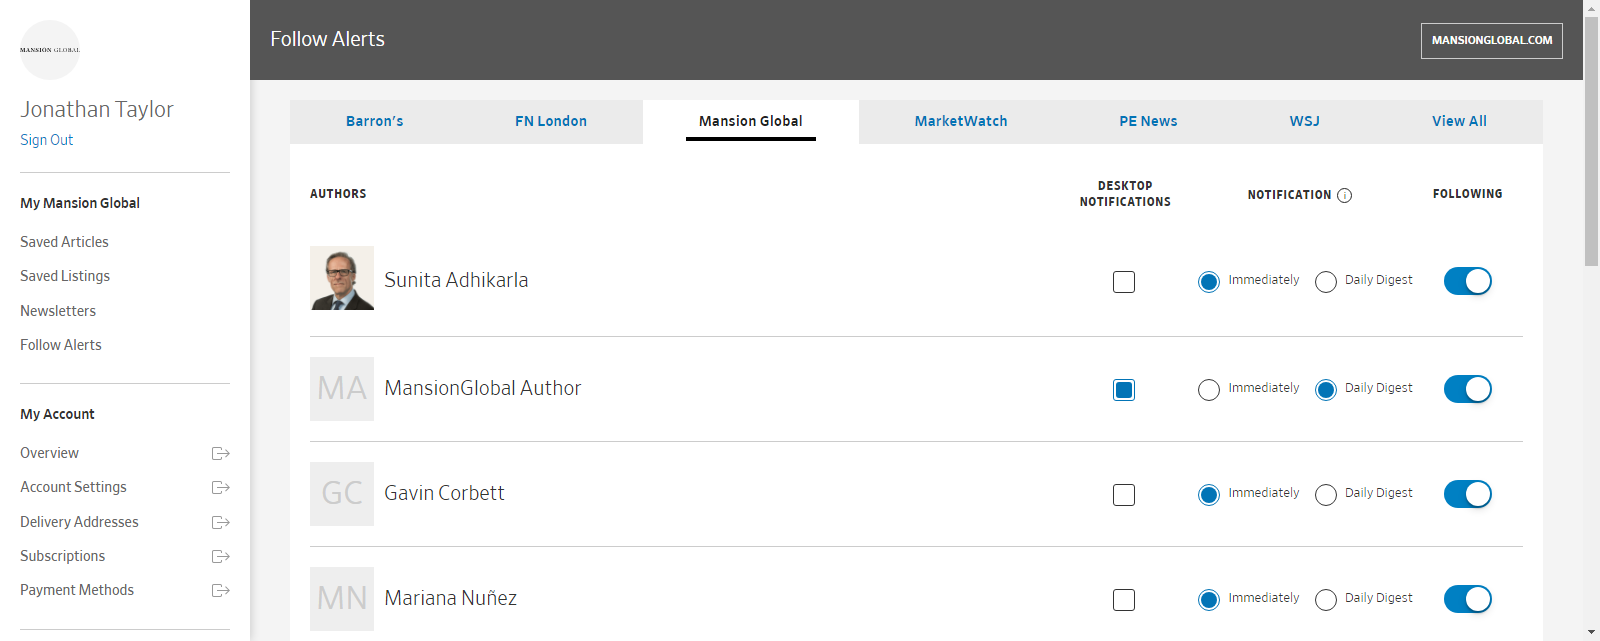 MANSION GLOBAL
Jonathan Taylor
Sign Out
My Mansion Global
Saved Articles
Saved Listings
Newsletters
Follow Alerts
My Account
Overview
Account Settings
Delivery Addresses
Subscriptions
Payment Methods
Follow Alerts
MANSIONGLOBAL.COM
Barron's FN London Mansion Global MarketWatch PE News WSJ View All
AUTHORS
DESKTOP
NOTIFICATIONS
NOTIFICATION i
FOLLOWING
Sunita Adhikarla Immediately Daily Digest
MA MansionGlobal Author Immediately Daily Digest
GC Gavin Corbett Immediately Daily Digest
MN Mariana Nuñez Immediately Daily Digest